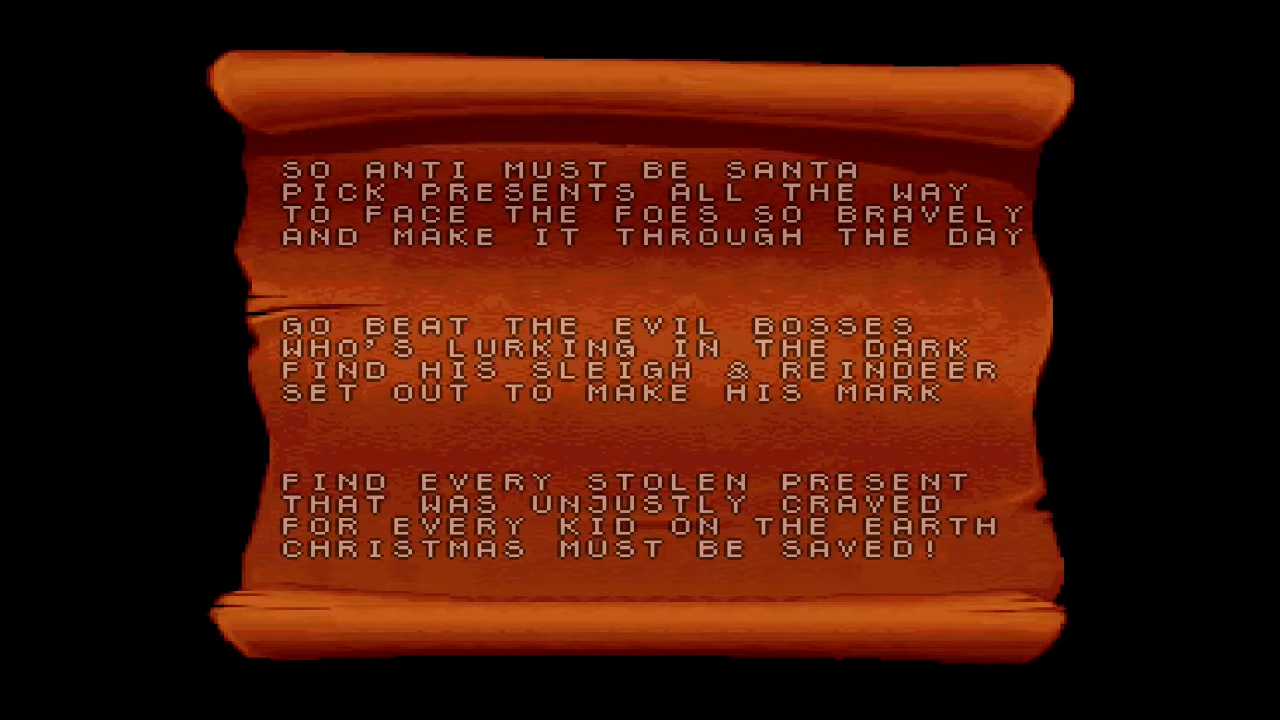 SO ANTI MUST BE SANTA
PICK PRESENTS ALL THE WAY
TO FACE THE FOES SO BRAVELY
AND MAKE IT THROUGH THE DAY
GO BEAT THE EVIL BOSSES
WHO'S LURKING IN THE DARK
FIND HIS SLEIGH & REINDEER
SET OUT TO MAKE HIS MARK
FIND EVERY STOLEN PRESENT
THAT WAS UNJUSTLY CRAVED
FOR EVERY KID ON THE EARTH
CHRISTMAS MUST BE SAVED!